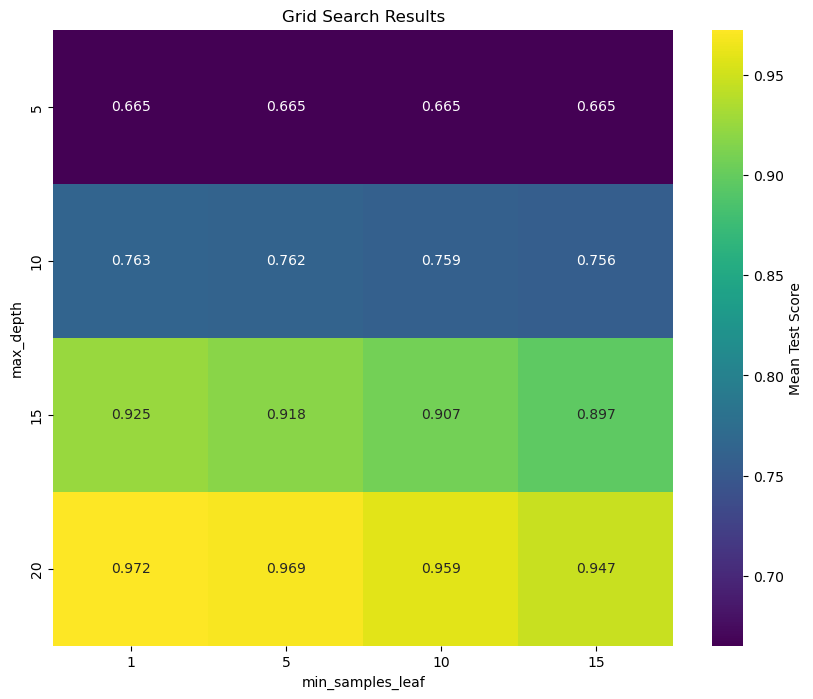 Grid Search Results
5
0.665 0.665 0.665 0.665
10
0.763 0.762 0.759 0.756
15
0.925 0.918 0.907 0.897
20
0.972 0.969 0.959 0.947
max_depth
1 5 10 15
min_samples_leaf
0.95
0.90
0.85
0.80
0.75
0.70
Mean Test Score